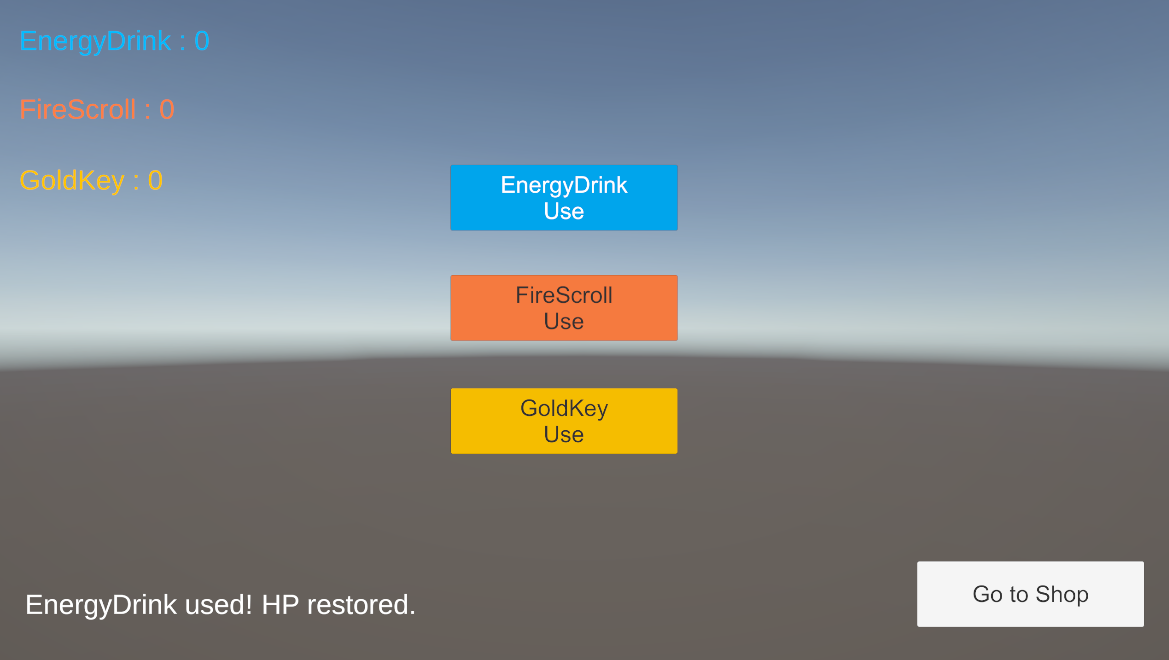 EnergyDrink : 0
FireScroll : 0
GoldKey : 0
EnergyDrink
Use
FireScroll
Use
GoldKey
Use
EnergyDrink used! HP restored.
Go to Shop